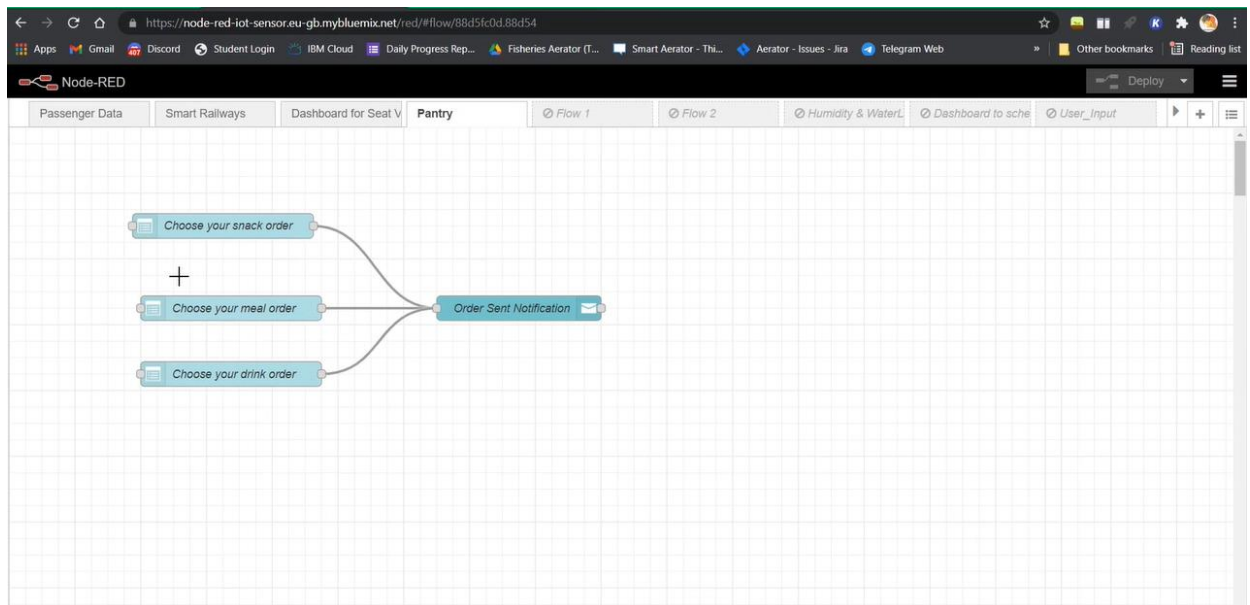 https://node-red-iot-sensor.eu-gb.mybluemix.net/red/#flow/88d5fc0d.88d54
Apps Gmail 407 Discord Student Login IBM Cloud Daily Progress Rep... Fisheries Aerator (T... Smart Aerator - Thi... Aerator - Issues - Jira Telegram Web » Other bookmarks Reading list
Node-RED Deploy
Passenger Data Smart Railways Dashboard for Seat V Pantry Flow 1 Flow 2 Humidity & WaterL Dashboard to sche User_Input
Choose your snack order
Choose your meal order Order Sent Notification
Choose your drink order